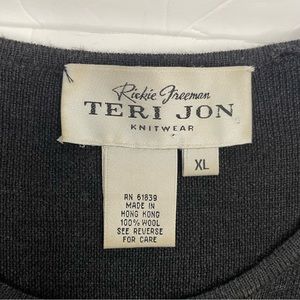 Rickie Freeman
TERI JON
KNITWEAR
XL
RN 61839
MADE IN
HONG KONG
100% WOOL
SEE REVERSE
FOR CARE